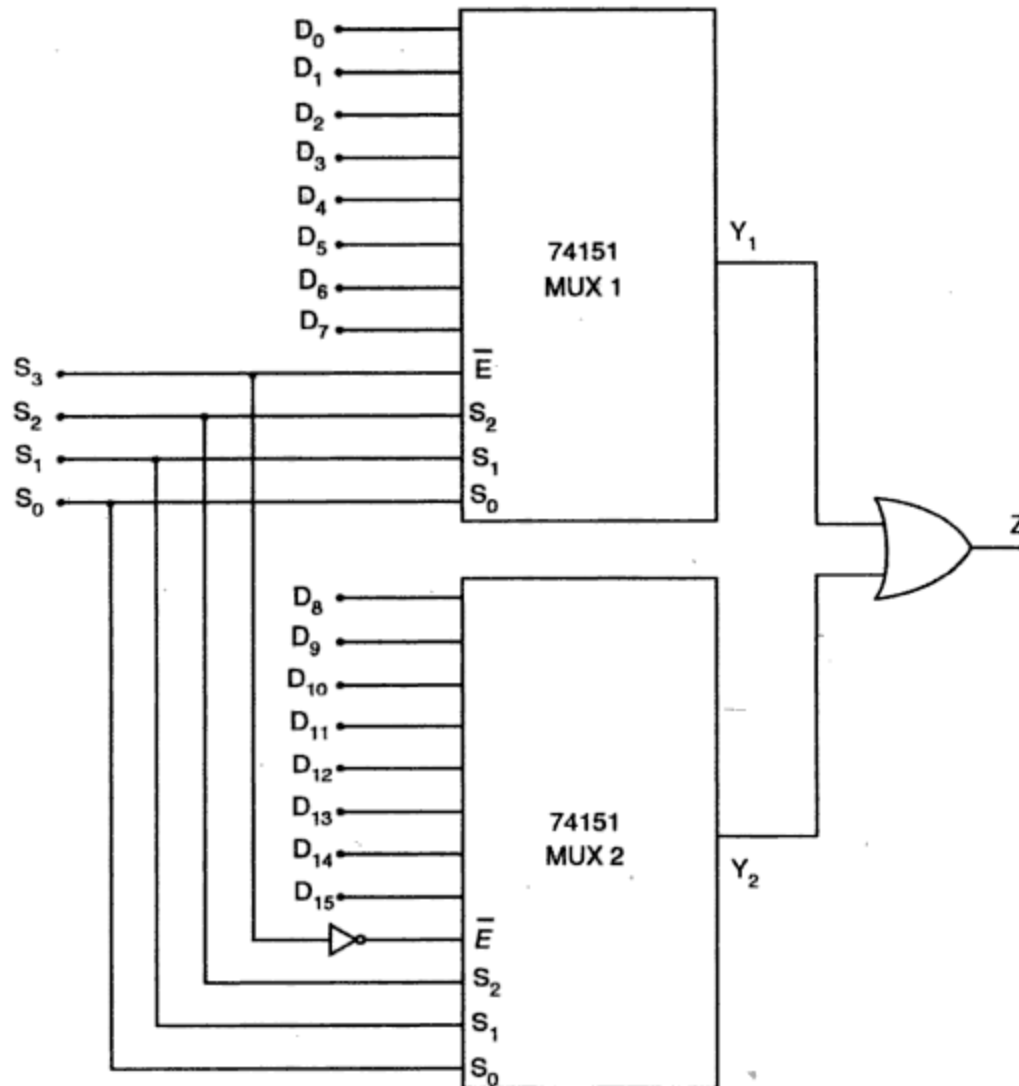 D₀
D₁
D₂
D₃
D₄
D₅
D₆
D₇
S₃
S₂
S₁
S₀
E̅
S₂
S₁
S₀
74151
MUX 1
Y₁
Z
D₈
D₉
D₁₀
D₁₁
D₁₂
D₁₃
D₁₄
D₁₅
E̅
S₂
S₁
S₀
74151
MUX 2
Y₂